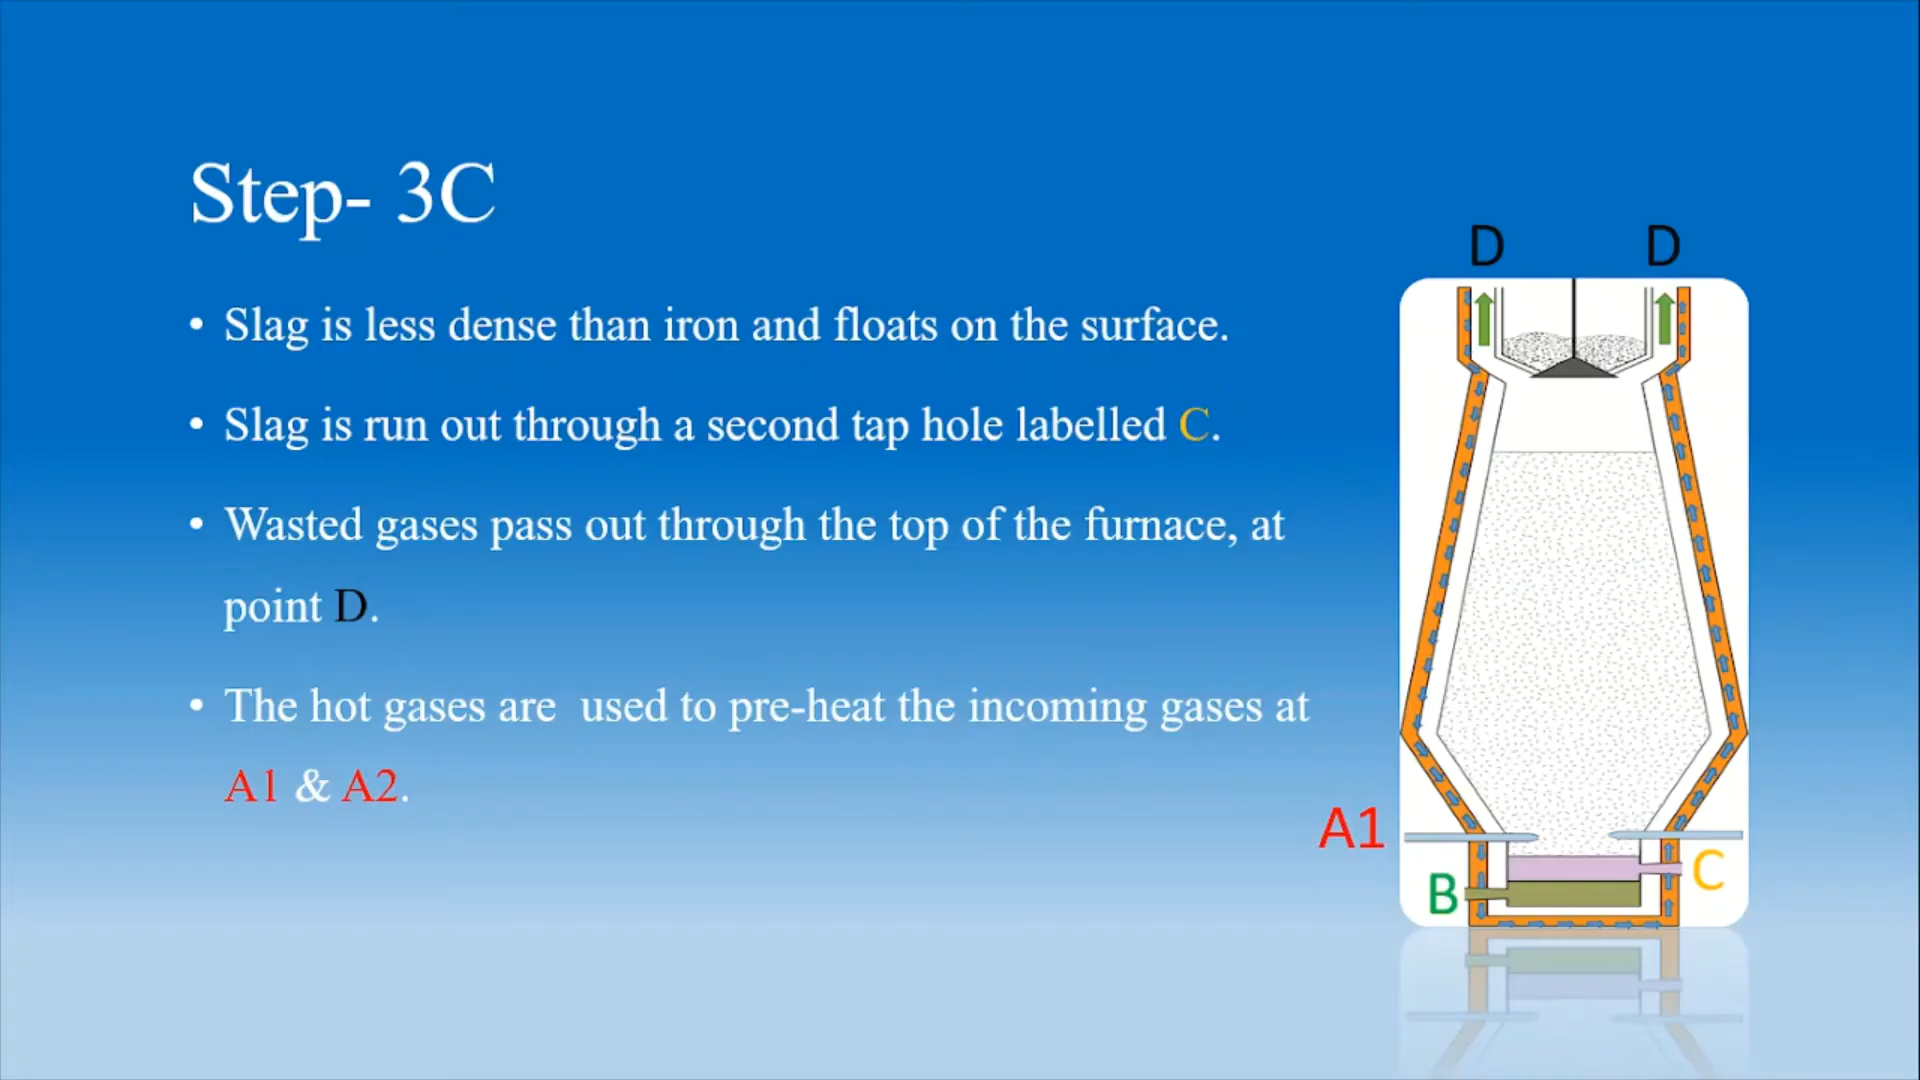 Step- 3C
• Slag is less dense than iron and floats on the surface.
• Slag is run out through a second tap hole labelled C.
• Wasted gases pass out through the top of the furnace, at
point D.
• The hot gases are  used to pre-heat the incoming gases at
A1 & A2.
D D
A1
B
C